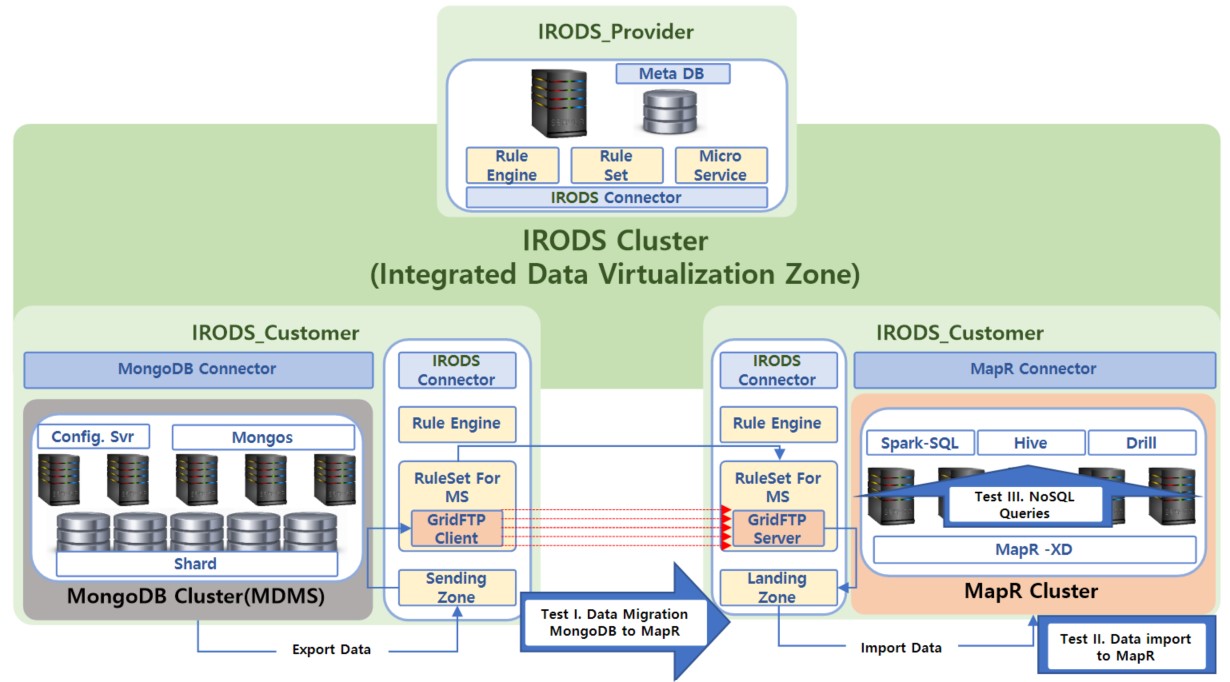 IRODS_Provider
Meta DB
Rule
Engine
Rule
Set
Micro
Service
IRODS Connector
IRODS Cluster
(Integrated Data Virtualization Zone)
IRODS_Customer
MongoDB Connector
IRODS
Connector
Config. Svr
Mongos
Shard
MongoDB Cluster(MDMS)
Rule Engine
RuleSet For
MS
GridFTP
Client
Sending
Zone
Export Data
Test I. Data Migration
MongoDB to MapR
IRODS_Customer
IRODS
Connector
MapR Connector
Rule Engine
RuleSet For
MS
GridFTP
Server
Landing
Zone
Spark-SQL
Hive
Drill
Test III. NoSQL
Queries
MapR -XD
MapR Cluster
Import Data
Test II. Data import
to MapR